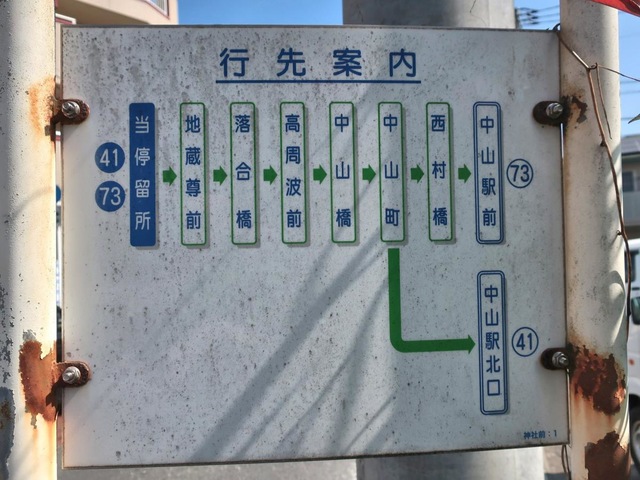 行先案内
41
73
当停留所
地蔵尊前
落合橋
高周波前
中山橋
中山町
西村橋
中山駅前
73
中山駅北口
41
神社前:1